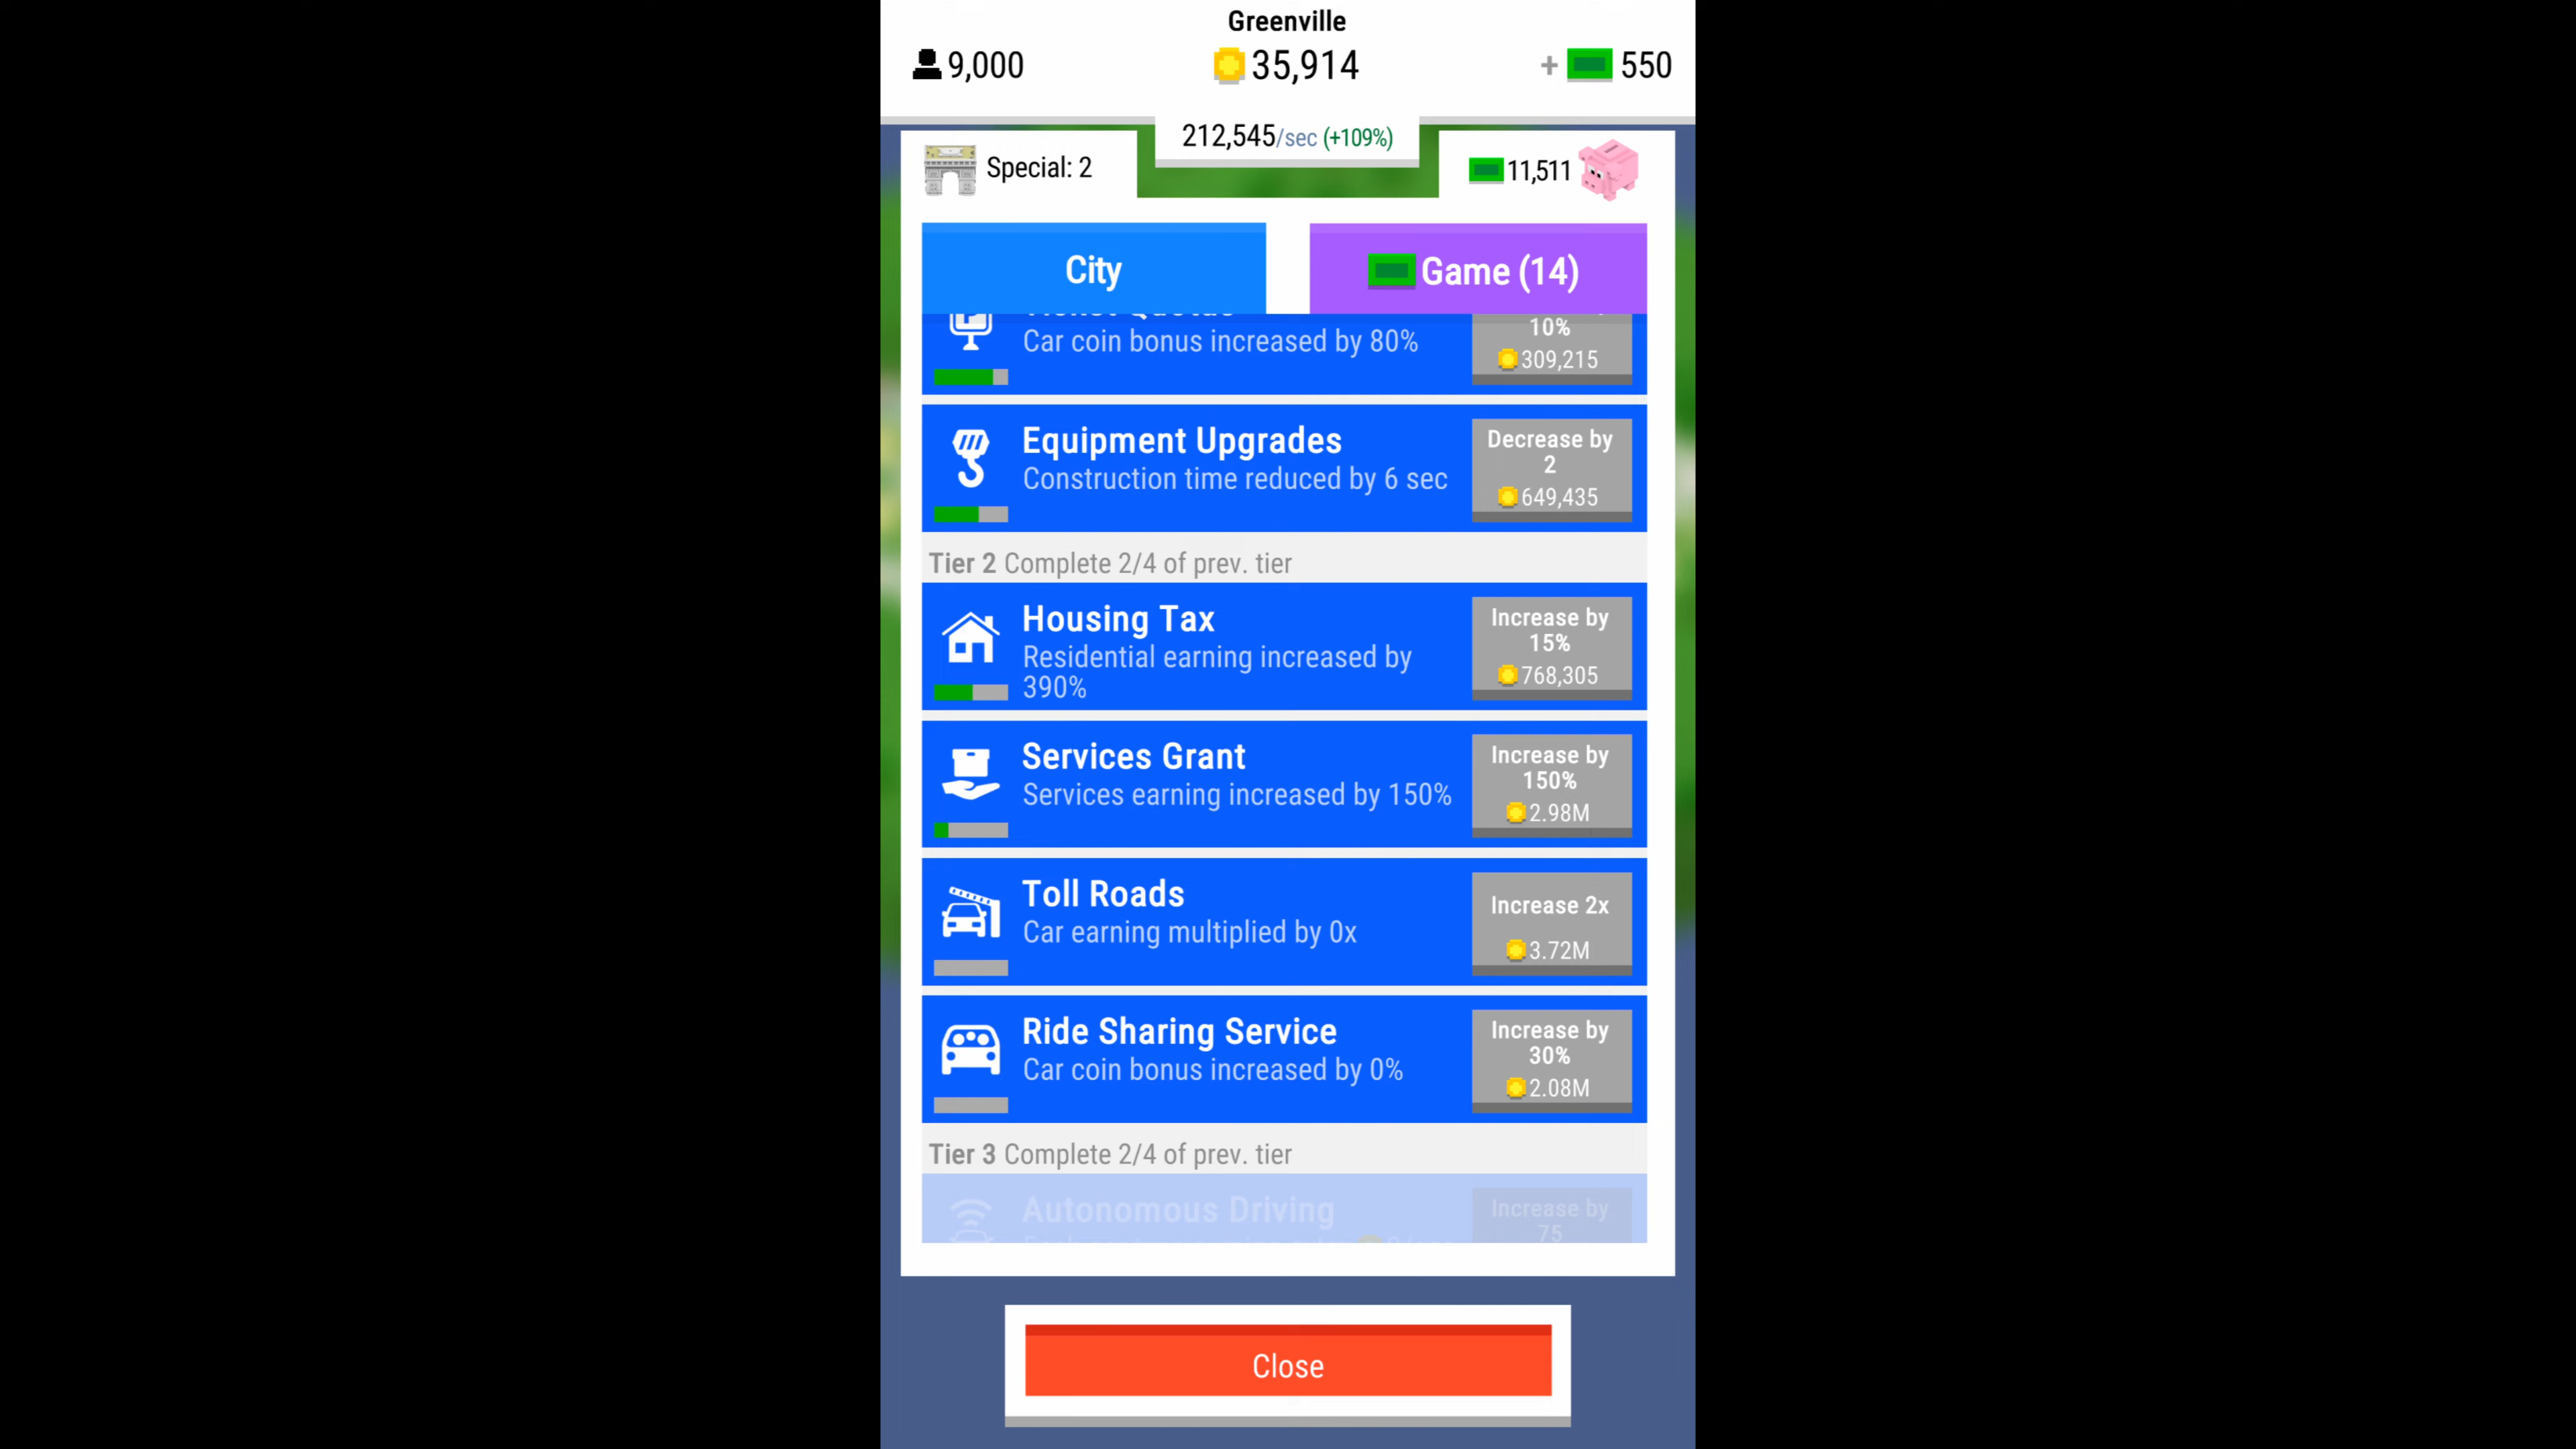 Greenville
9,000
35,914
+ 550
212,545/sec (+109%)
Special: 2
11,511
City
Game (14)
Car coin bonus increased by 80%
10%
309,215
Equipment Upgrades
Construction time reduced by 6 sec
Decrease by
2
649,435
Tier 2 Complete 2/4 of prev. tier
Housing Tax
Residential earning increased by
390%
Increase by
15%
768,305
Services Grant
Services earning increased by 150%
Increase by
150%
2.98M
Toll Roads
Car earning multiplied by 0x
Increase 2x
3.72M
Ride Sharing Service
Car coin bonus increased by 0%
Increase by
30%
2.08M
Tier 3 Complete 2/4 of prev. tier
Autonomous Driving
Increase by
75
Close